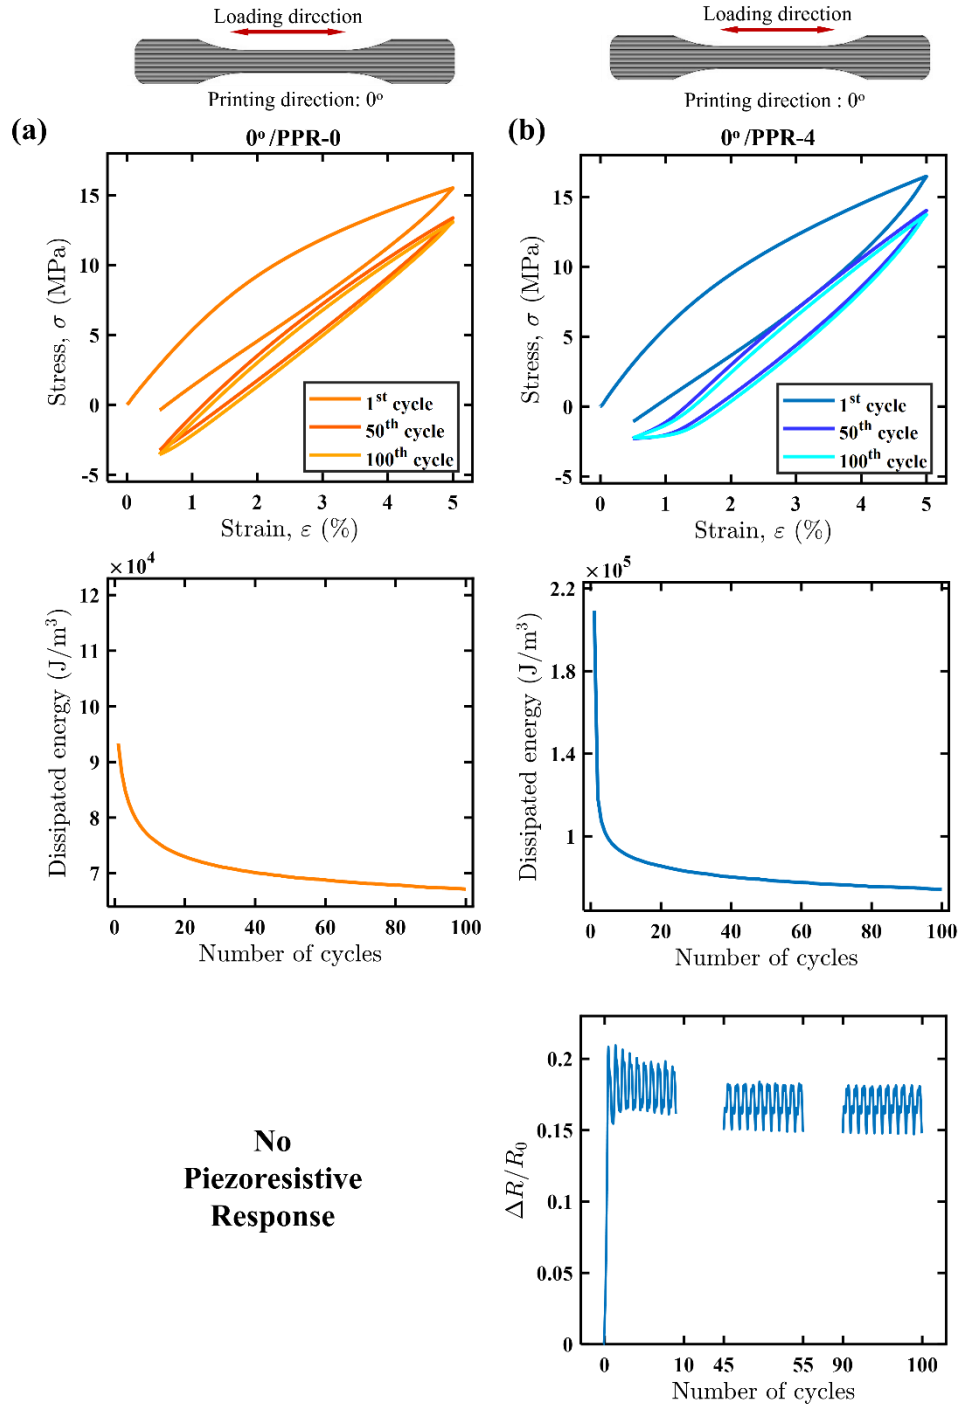 Loading direction
Printing direction: 0°
(a)
0°/PPR-0
15
10
5
0
-5
Stress, σ (MPa)
1st cycle
50th cycle
100th cycle
0 1 2 3 4 5
Strain, ε (%)
Loading direction
Printing direction : 0°
(b)
0°/PPR-4
15
10
5
0
-5
Stress, σ (MPa)
1st cycle
50th cycle
100th cycle
0 1 2 3 4 5
Strain, ε (%)
×10⁴
12
11
10
9
8
7
Dissipated energy (J/m³)
0 20 40 60 80 100
Number of cycles
×10⁵
2.2
1.8
1.4
1
Dissipated energy (J/m³)
0 20 40 60 80 100
Number of cycles
No
Piezoresistive
Response
0.2
0.15
0.1
0.05
0
ΔR/R₀
0 10 45 55 90 100
Number of cycles